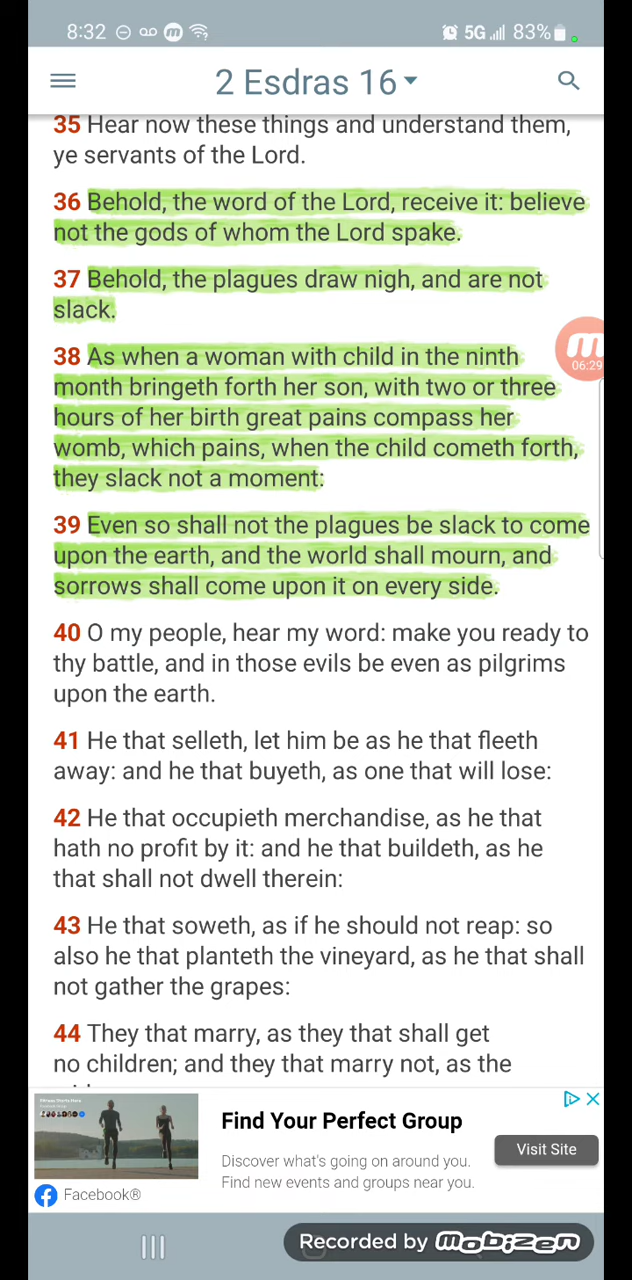 8:32
5G 83%
2 Esdras 16
35 Hear now these things and understand them,
ye servants of the Lord.
36 Behold, the word of the Lord, receive it: believe
not the gods of whom the Lord spake.
37 Behold, the plagues draw nigh, and are not
slack.
38 As when a woman with child in the ninth
month bringeth forth her son, with two or three
hours of her birth great pains compass her
womb, which pains, when the child cometh forth,
they slack not a moment:
39 Even so shall not the plagues be slack to come
upon the earth, and the world shall mourn, and
sorrows shall come upon it on every side.
40 O my people, hear my word: make you ready to
thy battle, and in those evils be even as pilgrims
upon the earth.
41 He that selleth, let him be as he that fleeth
away: and he that buyeth, as one that will lose:
42 He that occupieth merchandise, as he that
hath no profit by it: and he that buildeth, as he
that shall not dwell therein:
43 He that soweth, as if he should not reap: so
also he that planteth the vineyard, as he that shall
not gather the grapes:
44 They that marry, as they that shall get
no children; and they that marry not, as the
m
06:29
Find Your Perfect Group
Discover what's going on around you.
Find new events and groups near you.
Visit Site
Facebook®
Recorded by mobizen